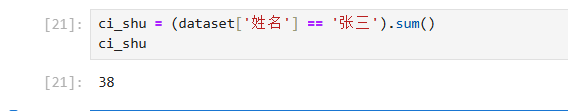 [21]: ci_shu = (dataset['姓名'] == '张三').sum()
ci_shu
[21]: 38